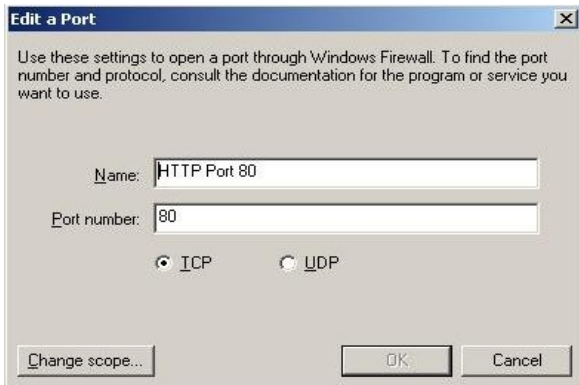 Edit a Port
Use these settings to open a port through Windows Firewall. To find the port
number and protocol, consult the documentation for the program or service you
want to use.
Name: HTTP Port 80
Port number: 80
TCP UDP
Change scope... OK Cancel